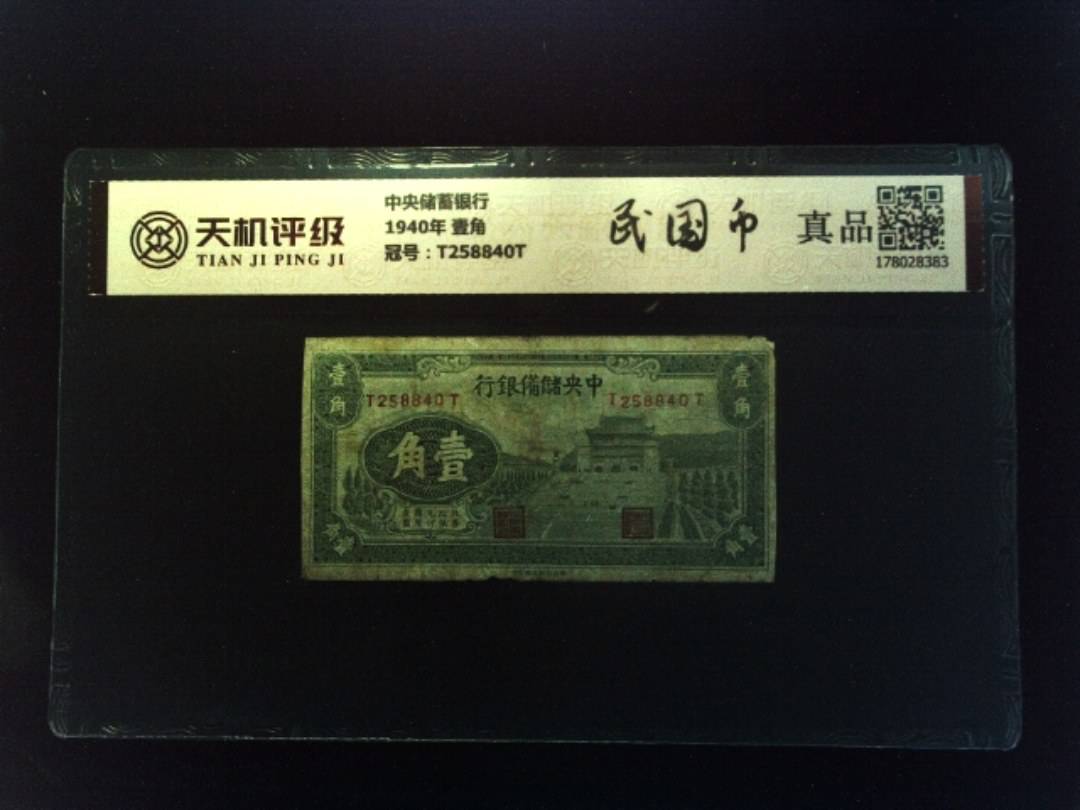 天机评级
TIAN JI PING JI
中央储蓄银行
1940年 壹角
冠号：T258840T
民国币
真品
178028383
行銀備儲央中
壹角
壹角
T258840T
T258840T
角壹